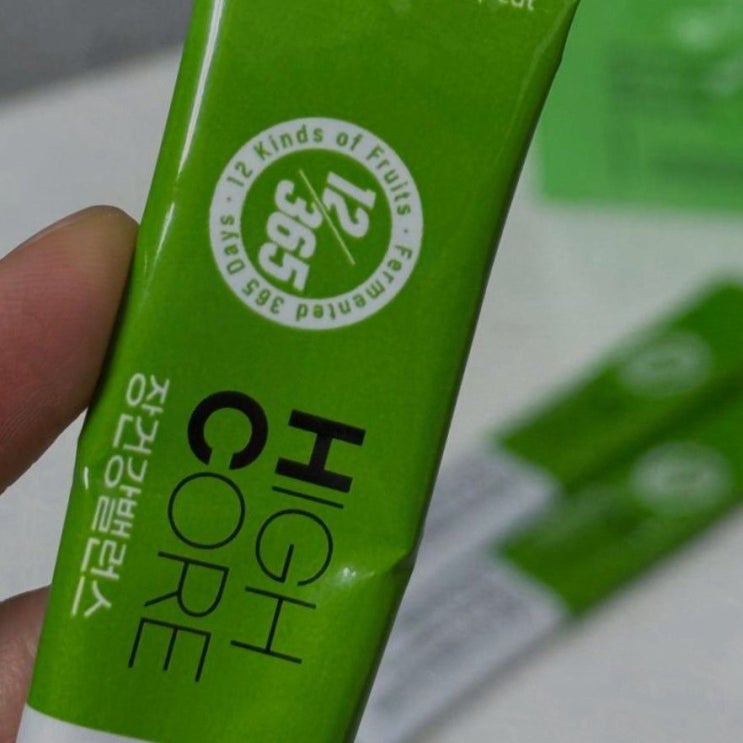 12 Kinds of Fruits · Fermented 365 Days ·
12/365
HIGH
CORE
장건강밸런스